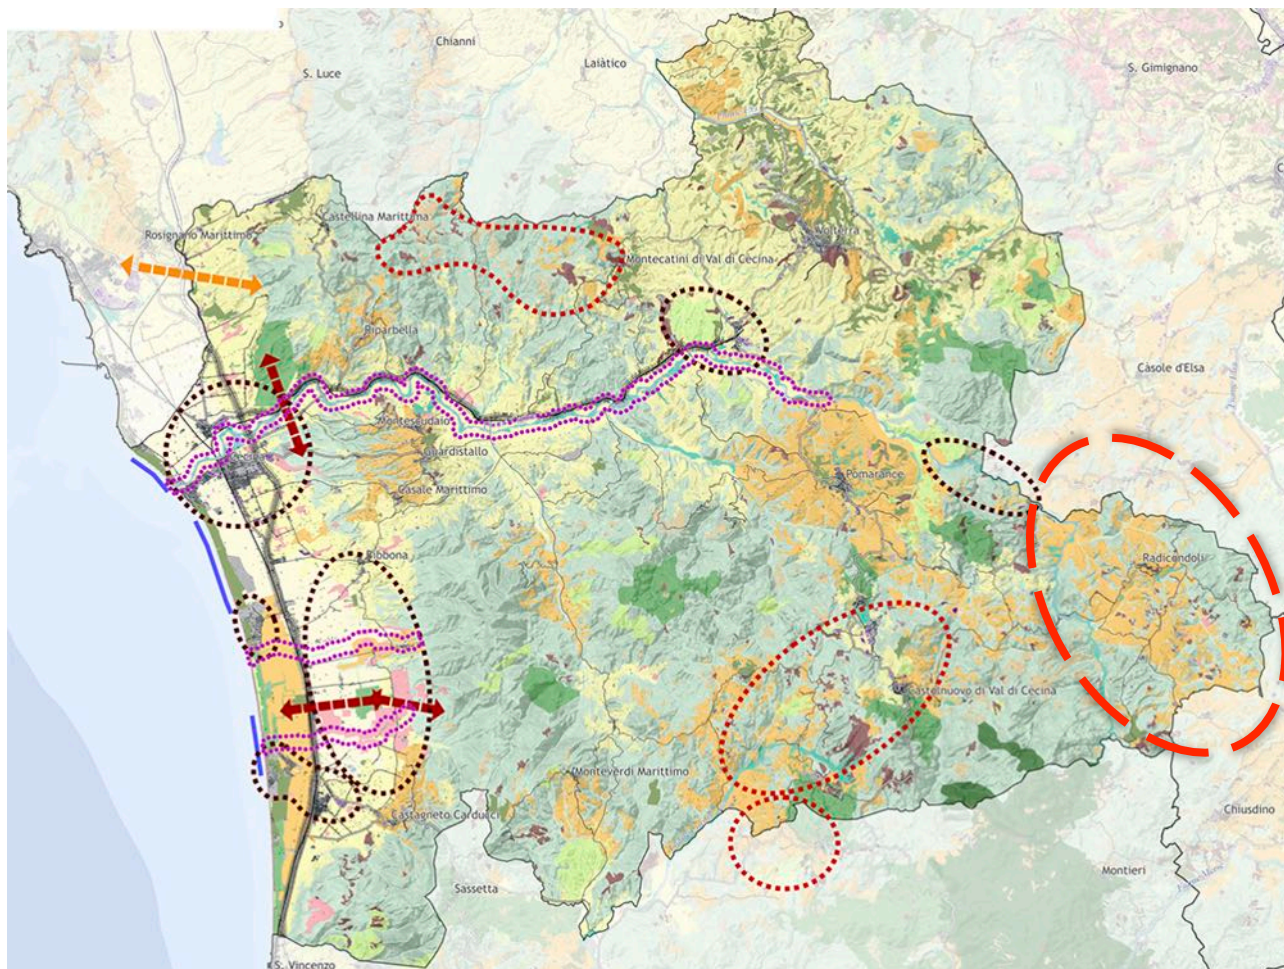 Chianni
Laiàtico
S. Luce
S. Gimignano
Castellina Marittima
Rosignano Marittimo
Volterra
Montecatini di Val di Cecina
Riparbella
Càsole d'Elsa
Montescudaio
Guardistallo
Pomarance
Casale Marittimo
Bibbona
Radicondoli
Castelnuovo di Val di Cecina
Monteverdi Marittimo
Castagneto Carducci
Chiusdino
Montieri
Sassetta
S. Vincenzo